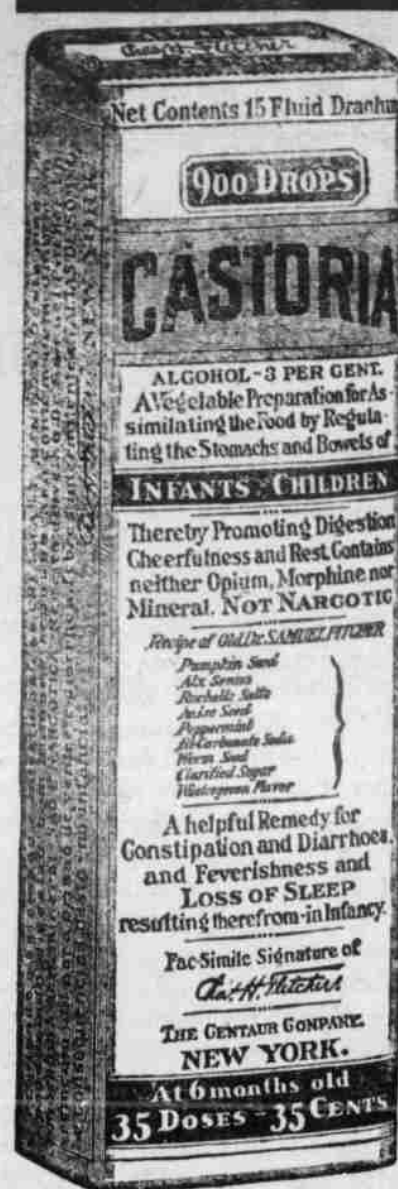 Chas. H. Fletcher
Net Contents 15 Fluid Drachm
900 DROPS
CASTORIA
ALCOHOL-3 PER CENT.
A Vegetable Preparation for As-
similating the Food by Regula-
ting the Stomachs and Bowels of
INFANTS CHILDREN
Thereby Promoting Digestion
Cheerfulness and Rest. Contains
neither Opium, Morphine nor
Mineral. NOT NARCOTIC
Recipe of Old Dr. SAMUEL PITCHER
Pumpkin Seed
Alx Senna
Rochelle Salts
Anise Seed
Peppermint
Bi Carbonate Soda
Worm Seed
Clarified Sugar
Wintergreen Flavor
A helpful Remedy for
Constipation and Diarrhoea,
and Feverishness and
LOSS OF SLEEP
resulting therefrom-in Infancy.
Fac-Simile Signature of
Chas. H. Fletcher
THE CENTAUR COMPANY.
NEW YORK.
At 6 months old
35 DOSES - 35 CENTS